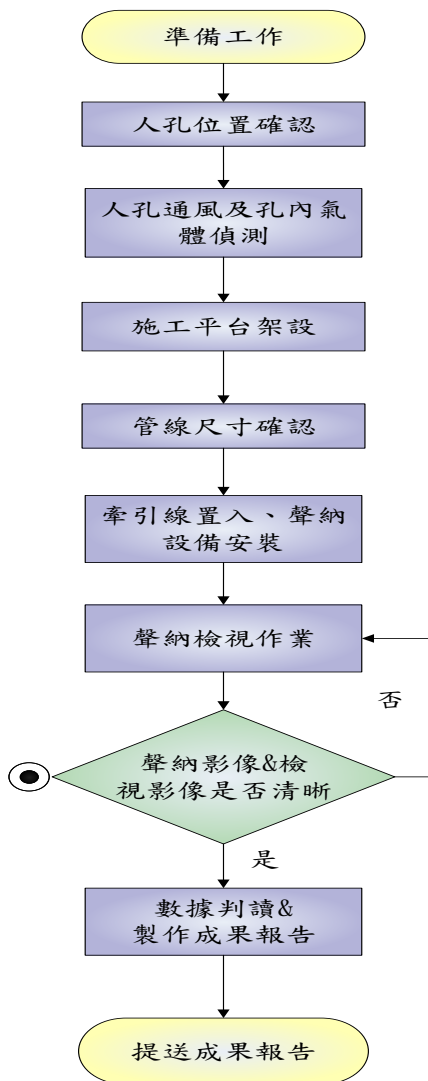 準備工作
人孔位置確認
人孔通風及孔內氣
體偵測
施工平台架設
管線尺寸確認
牽引線置入、聲納
設備安裝
聲納檢視作業
否
聲納影像&檢
視影像是否清晰
是
數據判讀&
製作成果報告
提送成果報告